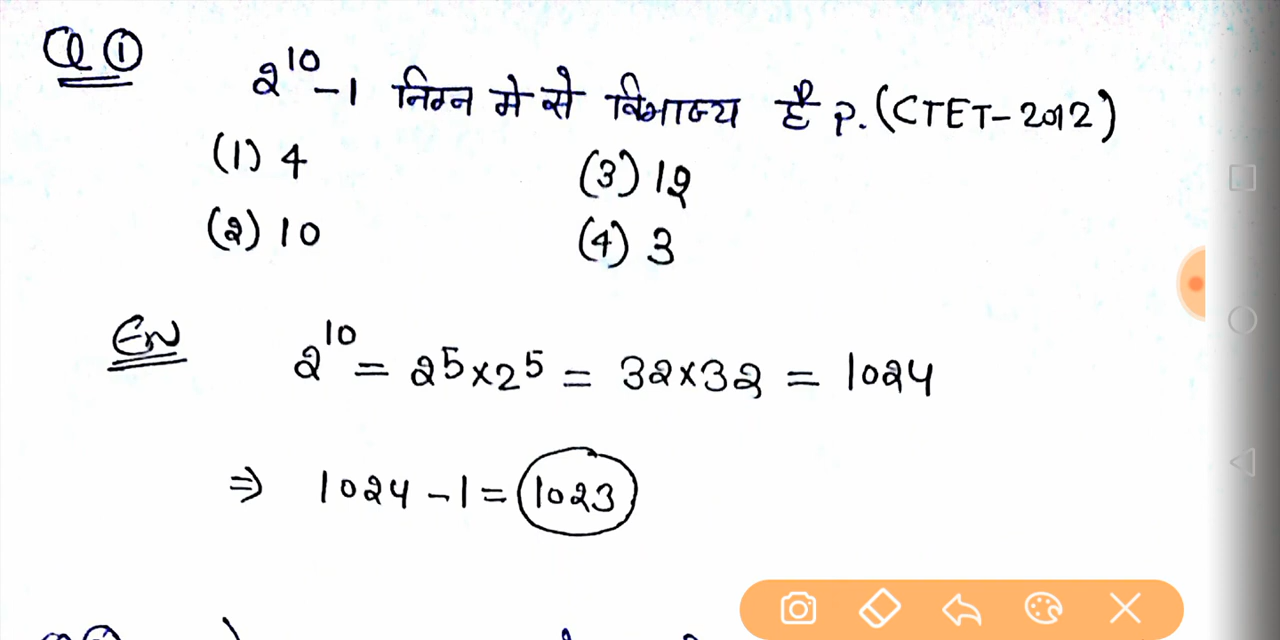 Q ①
2¹⁰-1 निम्न मे से विभाज्य है p. (CTET-2012)
(1) 4 (3) 12
(2) 10 (4) 3
2¹⁰ = 2⁵×2⁵ = 32×32 = 1024
⇒ 1024-1=1023